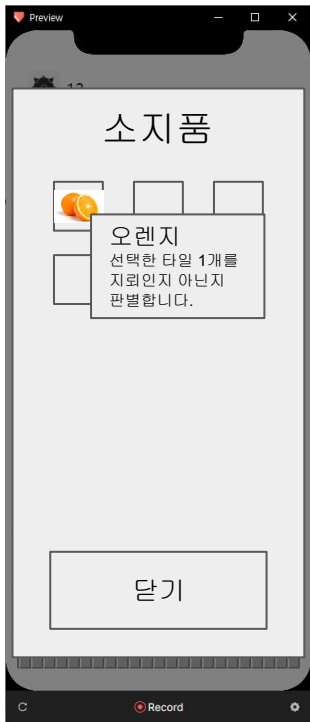 Preview
12
소지품
오렌지
선택한 타일 1개를
지뢰인지 아닌지
판별합니다.
닫기
Record